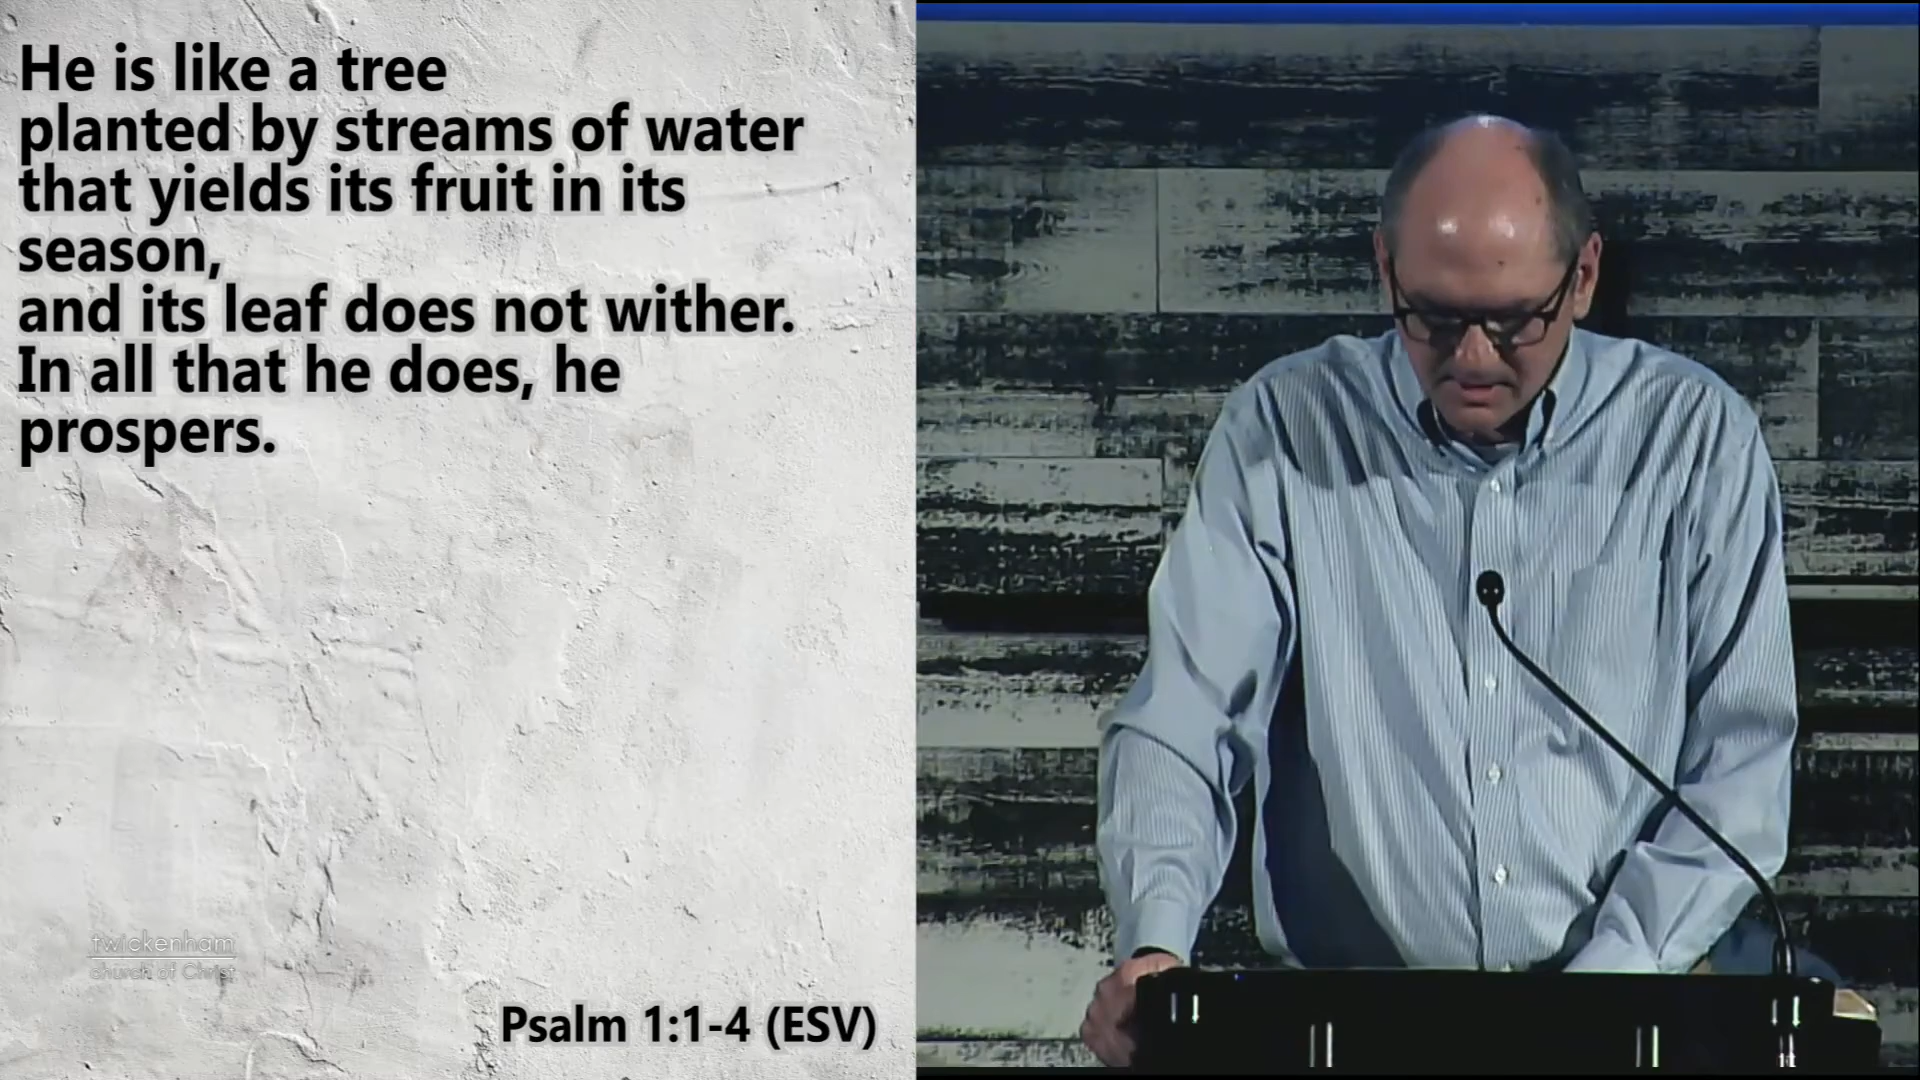 He is like a tree
planted by streams of water
that yields its fruit in its
season,
and its leaf does not wither.
In all that he does, he
prospers.
twickenham
church of Christ
Psalm 1:1-4 (ESV)